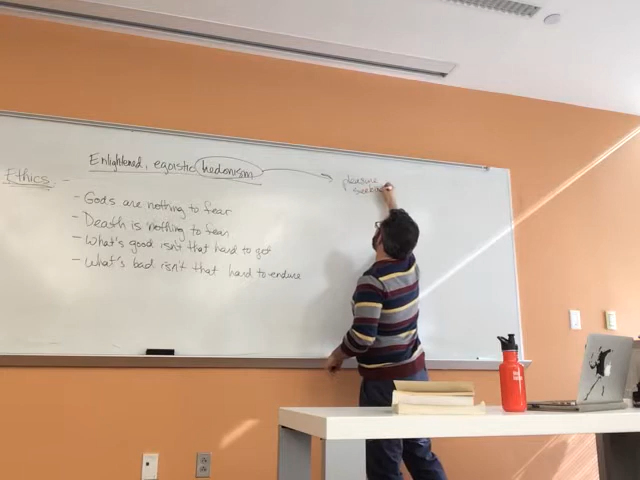 Enlightened, egoistic hedonism
pleasure
Ethics -
- Gods are nothing to fear
- Death is nothing to fear
- What's good isn't that hard to get
- What's bad isn't that hard to endure